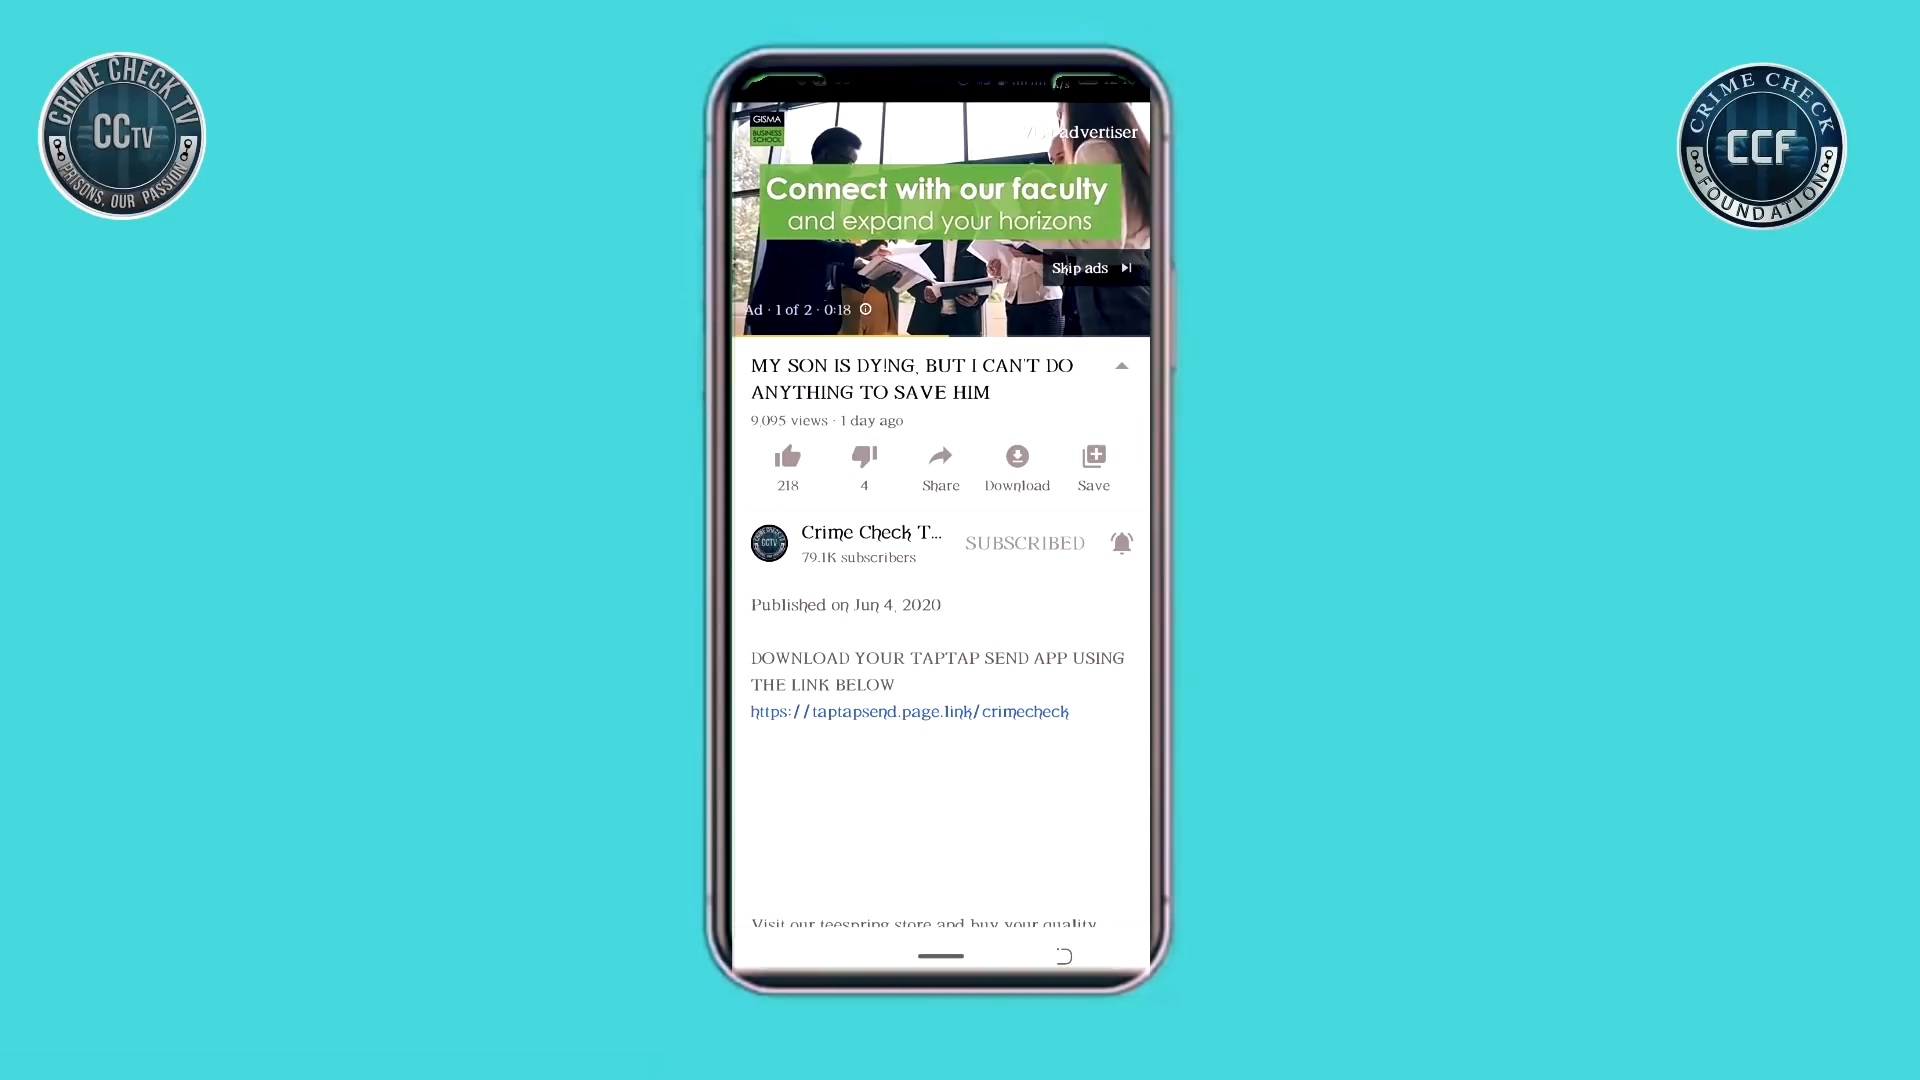 CRIME CHECK TV
CCTV
PRISONS, OUR PASSION
CRIME CHECK
CCF
FOUNDATION
GISMA
BUSINESS
SCHOOL
advertiser
Connect with our faculty
and expand your horizons
Skip ads
Ad · 1 of 2 · 0:18
MY SON IS DY!NG, BUT I CAN'T DO
ANYTHING TO SAVE HIM
9,095 views · 1 day ago
218
4
Share
Download
Save
Crime Check T...
79.1K subscribers
SUBSCRIBED
Published on Jun 4, 2020
DOWNLOAD YOUR TAPTAP SEND APP USING
THE LINK BELOW
https://taptapsend.page.link/crimecheck
Visit our teespring store and buy your quality